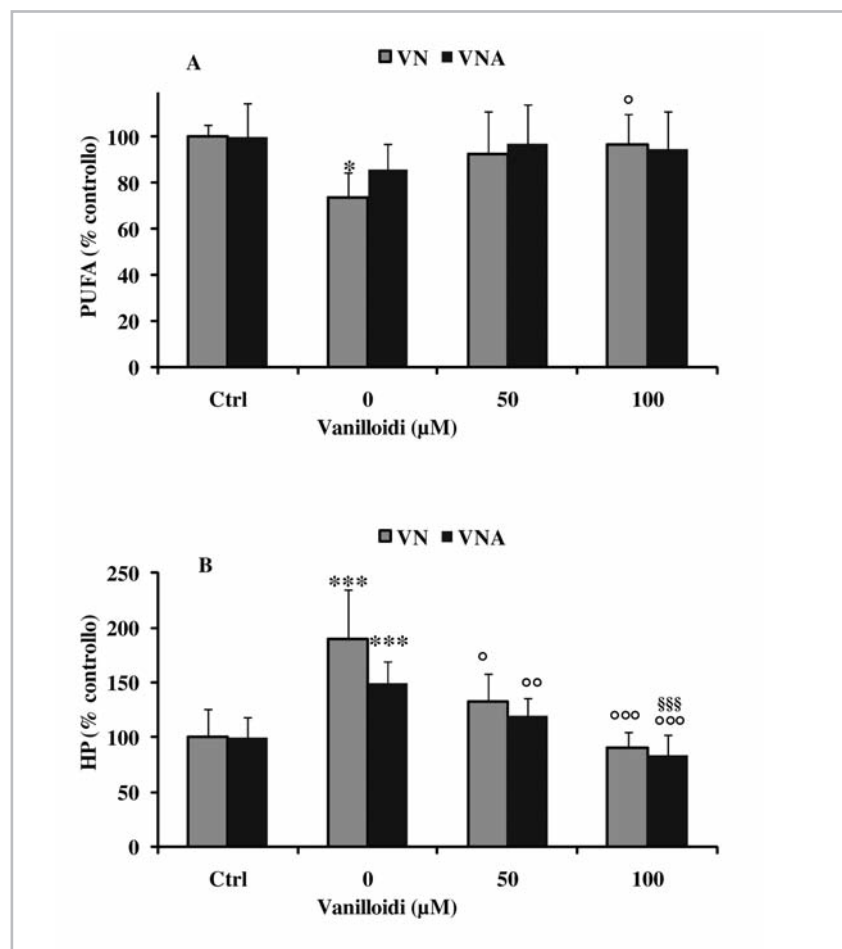 VN VNA
A
*
°
PUFA (% controllo)
100
80
60
40
20
0
Ctrl 0 50 100
Vanilloidi (µM)
VN VNA
B
***
***
°
°°
°°°
§§§
°°°
HP (% controllo)
250
200
150
100
50
0
Ctrl 0 50 100
Vanilloidi (µM)